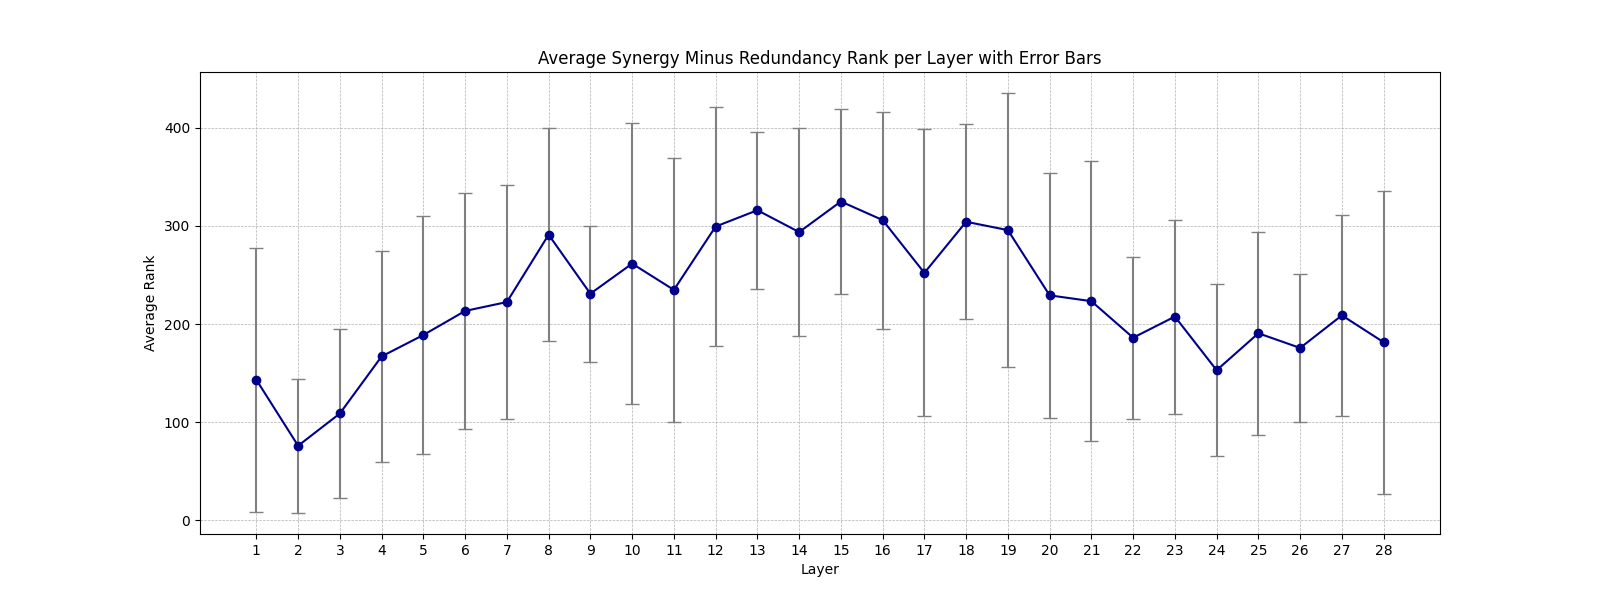 Average Synergy Minus Redundancy Rank per Layer with Error Bars
Average Rank
400
300
200
100
0
1 2 3 4 5 6 7 8 9 10 11 12 13 14 15 16 17 18 19 20 21 22 23 24 25 26 27 28
Layer